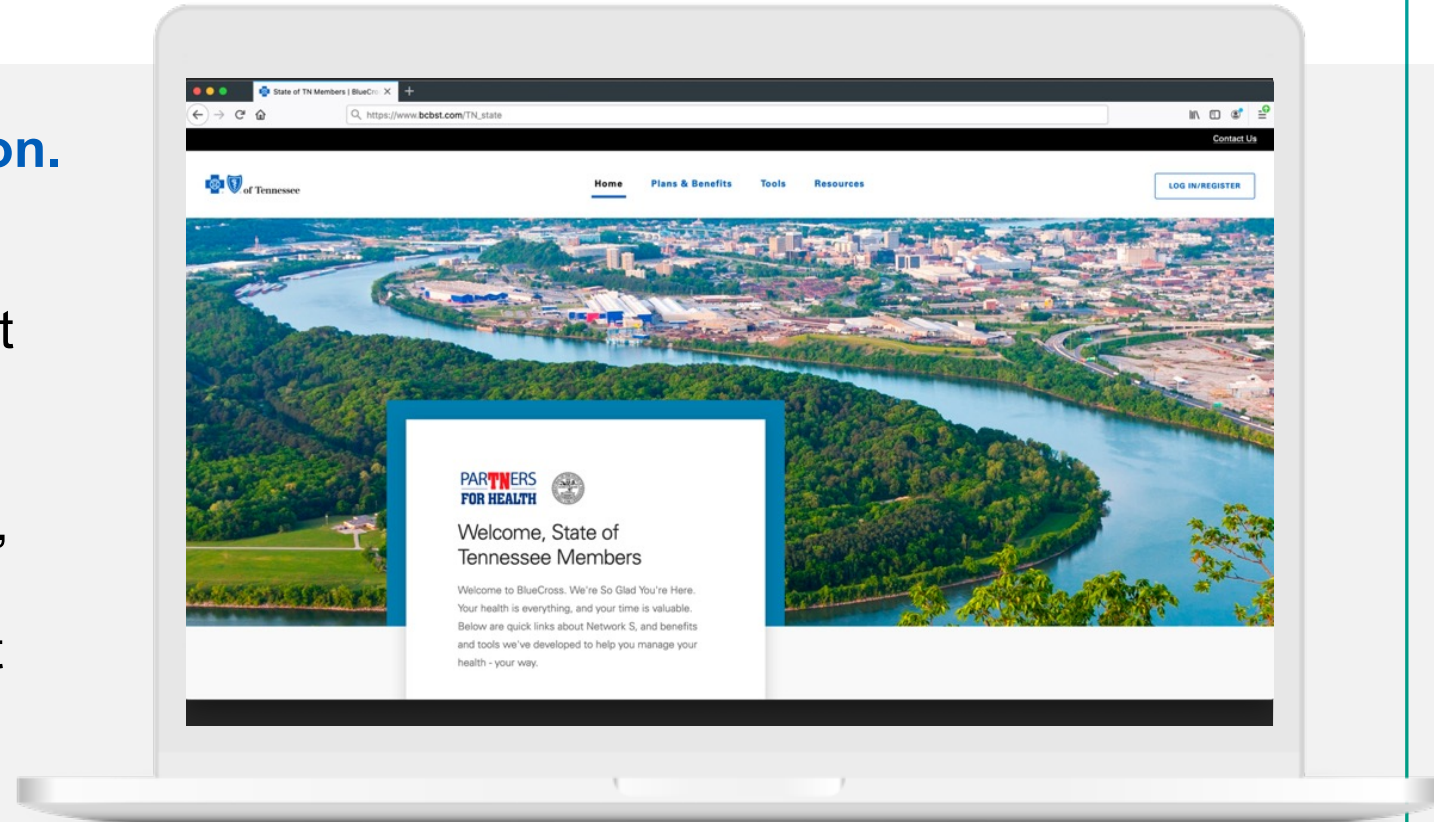 on.
t
,
t
State of TN Members | BlueCro
https://www.bcbst.com/TN_state
Contact Us
of Tennessee
Home Plans & Benefits Tools Resources
LOG IN/REGISTER
PARTNERS
FOR HEALTH
Welcome, State of
Tennessee Members
Welcome to BlueCross. We're So Glad You're Here.
Your health is everything, and your time is valuable.
Below are quick links about Network S, and benefits
and tools we've developed to help you manage your
health - your way.